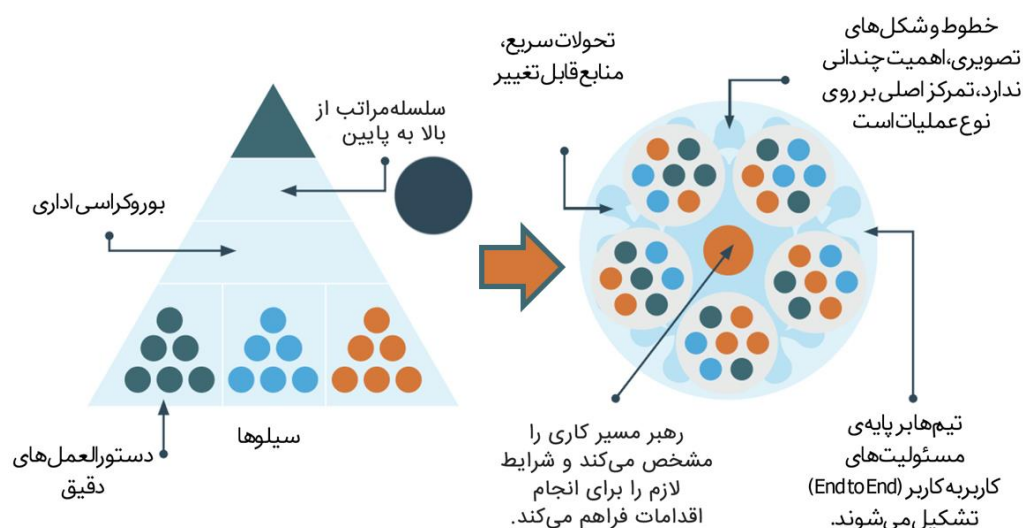 خطوط و شکل‌های
تصویری، اهمیت چندانی
ندارد، تمرکز اصلی بر روی
نوع عملیات است
تحولات سریع،
منابع قابل تغییر
سلسله‌مراتب از
بالا به پایین
بوروکراسی اداری
سیلوها
دستورالعمل‌های
دقیق
رهبر مسیر کاری را
مشخص می‌کند و شرایط
لازم را برای انجام
اقدامات فراهم می‌کند.
تیم‌ها بر پایه‌ی
مسئولیت‌های
کاربر به کاربر (End to End)
تشکیل می‌شوند.